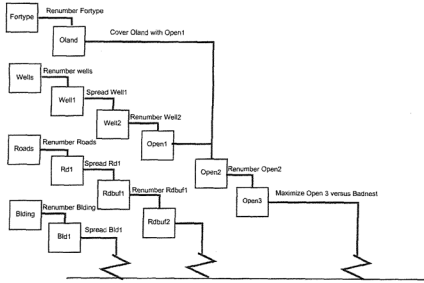 Fortype
Renumber Fortype
Oland
Cover Oland with Open1
Wells
Renumber wells
Well1
Spread Well1
Well2
Renumber Well2
Open1
Roads
Renumber Roads
Rd1
Spread Rd1
Rdbuf1
Renumber Rdbuf1
Rdbuf2
Open2
Renumber Open2
Open3
Maximize Open 3 versus Badnest
Blding
Renumber Blding
Bld1
Spread Bld1